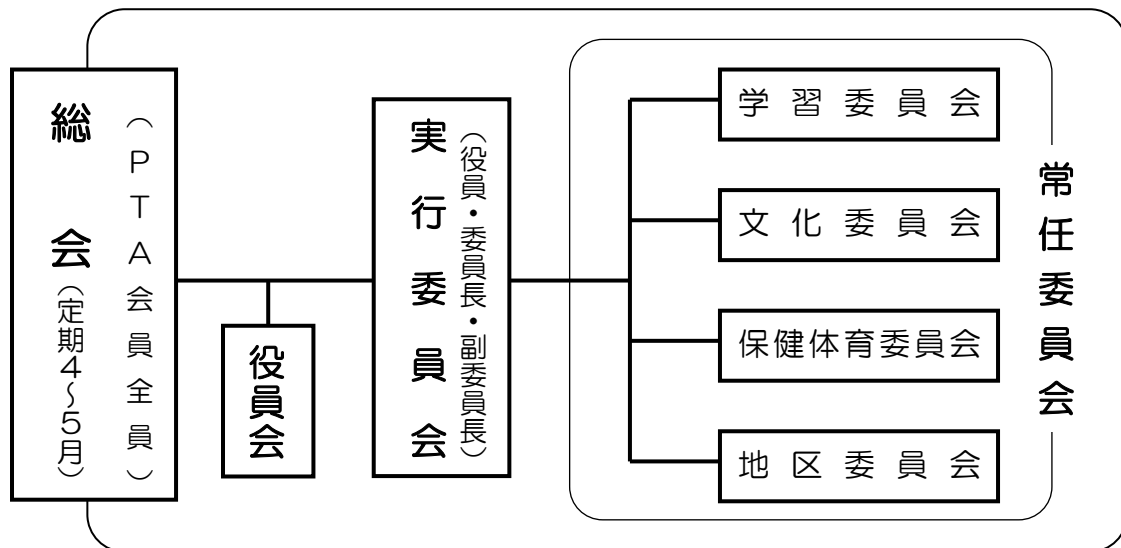 （ＰＴＡ会員全員）
総会（定期４～５月）
役員会
（役員・委員長・副委員長）
実行委員会
学習委員会
文化委員会
保健体育委員会
地区委員会
常任委員会